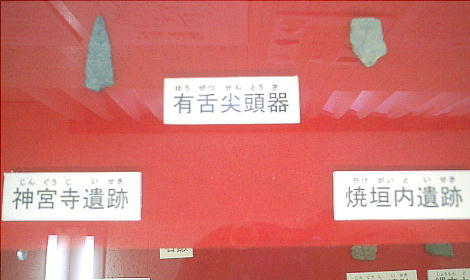 ゆう ぜつ せん とう き
有舌尖頭器
じん ぐう じ い せき
神宮寺遺跡
やけ がい と い せき
焼垣内遺跡